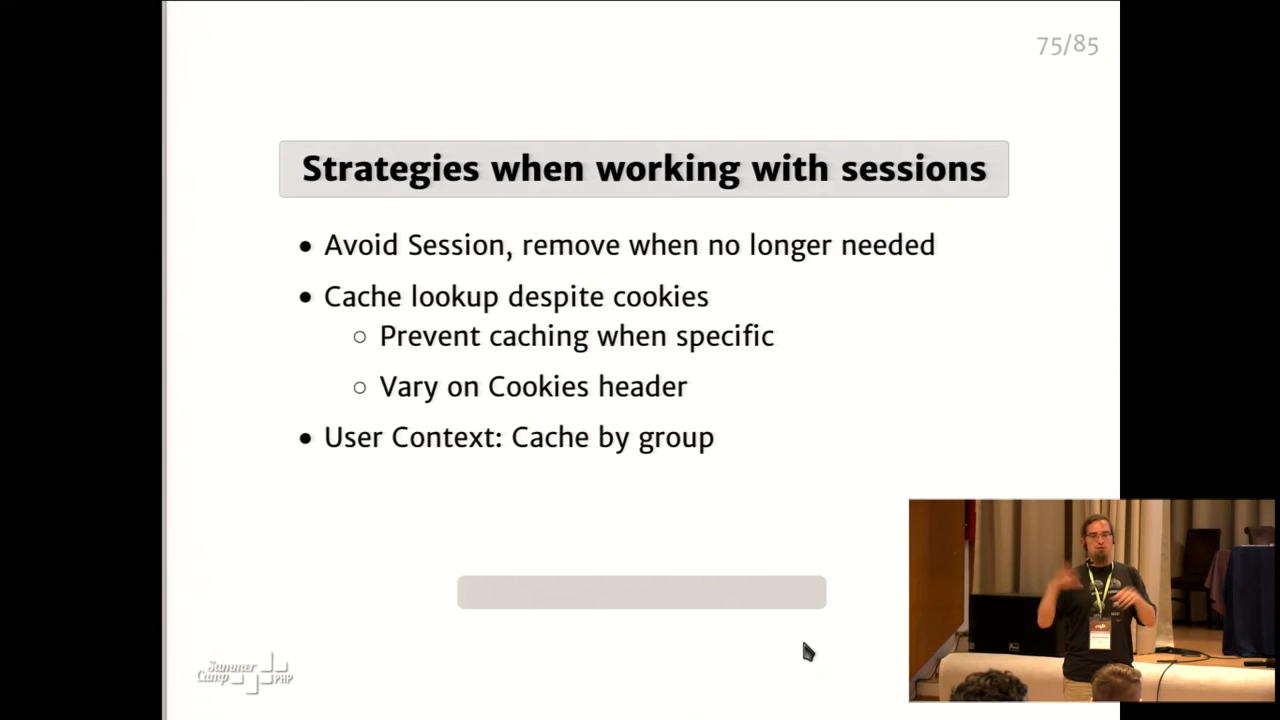 75/85
Strategies when working with sessions
• Avoid Session, remove when no longer needed
• Cache lookup despite cookies
○ Prevent caching when specific
○ Vary on Cookies header
• User Context: Cache by group
Summer
Camp PHP